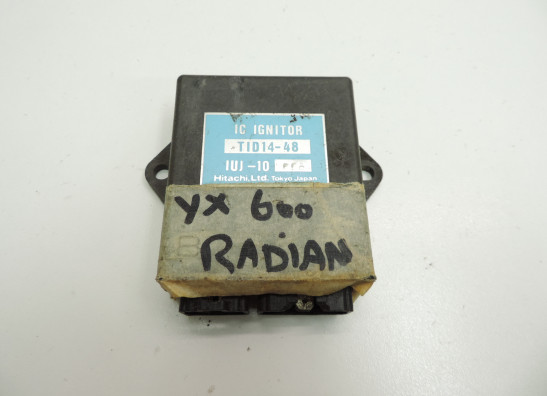 IC IGNITOR
TID14-48
1UJ-10
Hitachi, Ltd. Tokyo Japan
YX 600
RADIAN